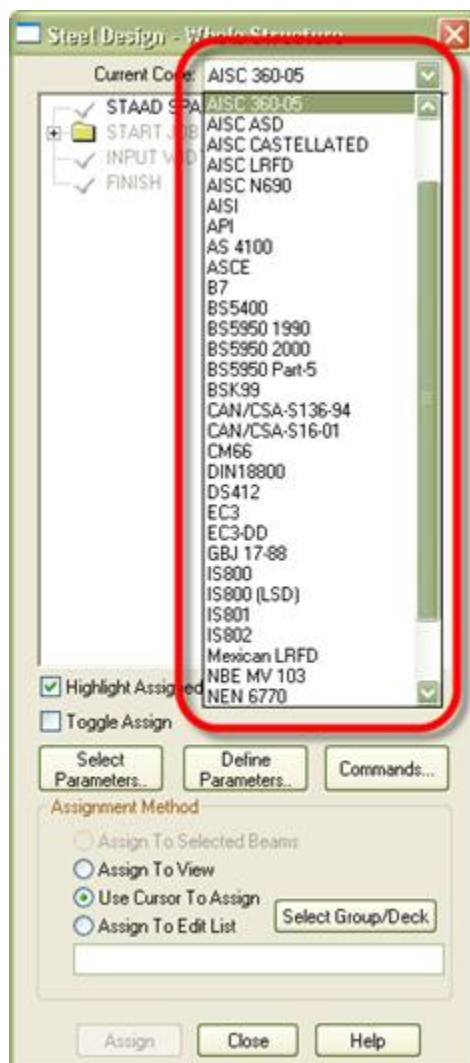 Steel Design - Whole Structure
Current Code: AISC 360-05
STAAD SPA
START JOB
INPUT WIDT
FINISH
AISC 360-05
AISC ASD
AISC CASTELLATED
AISC LRFD
AISC N690
AISI
API
AS 4100
ASCE
B7
BS5400
BS5950 1990
BS5950 2000
BS5950 Part-5
BSK99
CAN/CSA-S136-94
CAN/CSA-S16-01
CM66
DIN18800
DS412
EC3
EC3-DD
GBJ 17-88
IS800
IS800 (LSD)
IS801
IS802
Mexican LRFD
NBE MV 103
NEN 6770
Highlight Assigned
Toggle Assign
Select Parameters..
Define Parameters..
Commands...
Assignment Method
Assign To Selected Beams
Assign To View
Use Cursor To Assign
Assign To Edit List
Select Group/Deck
Assign
Close
Help